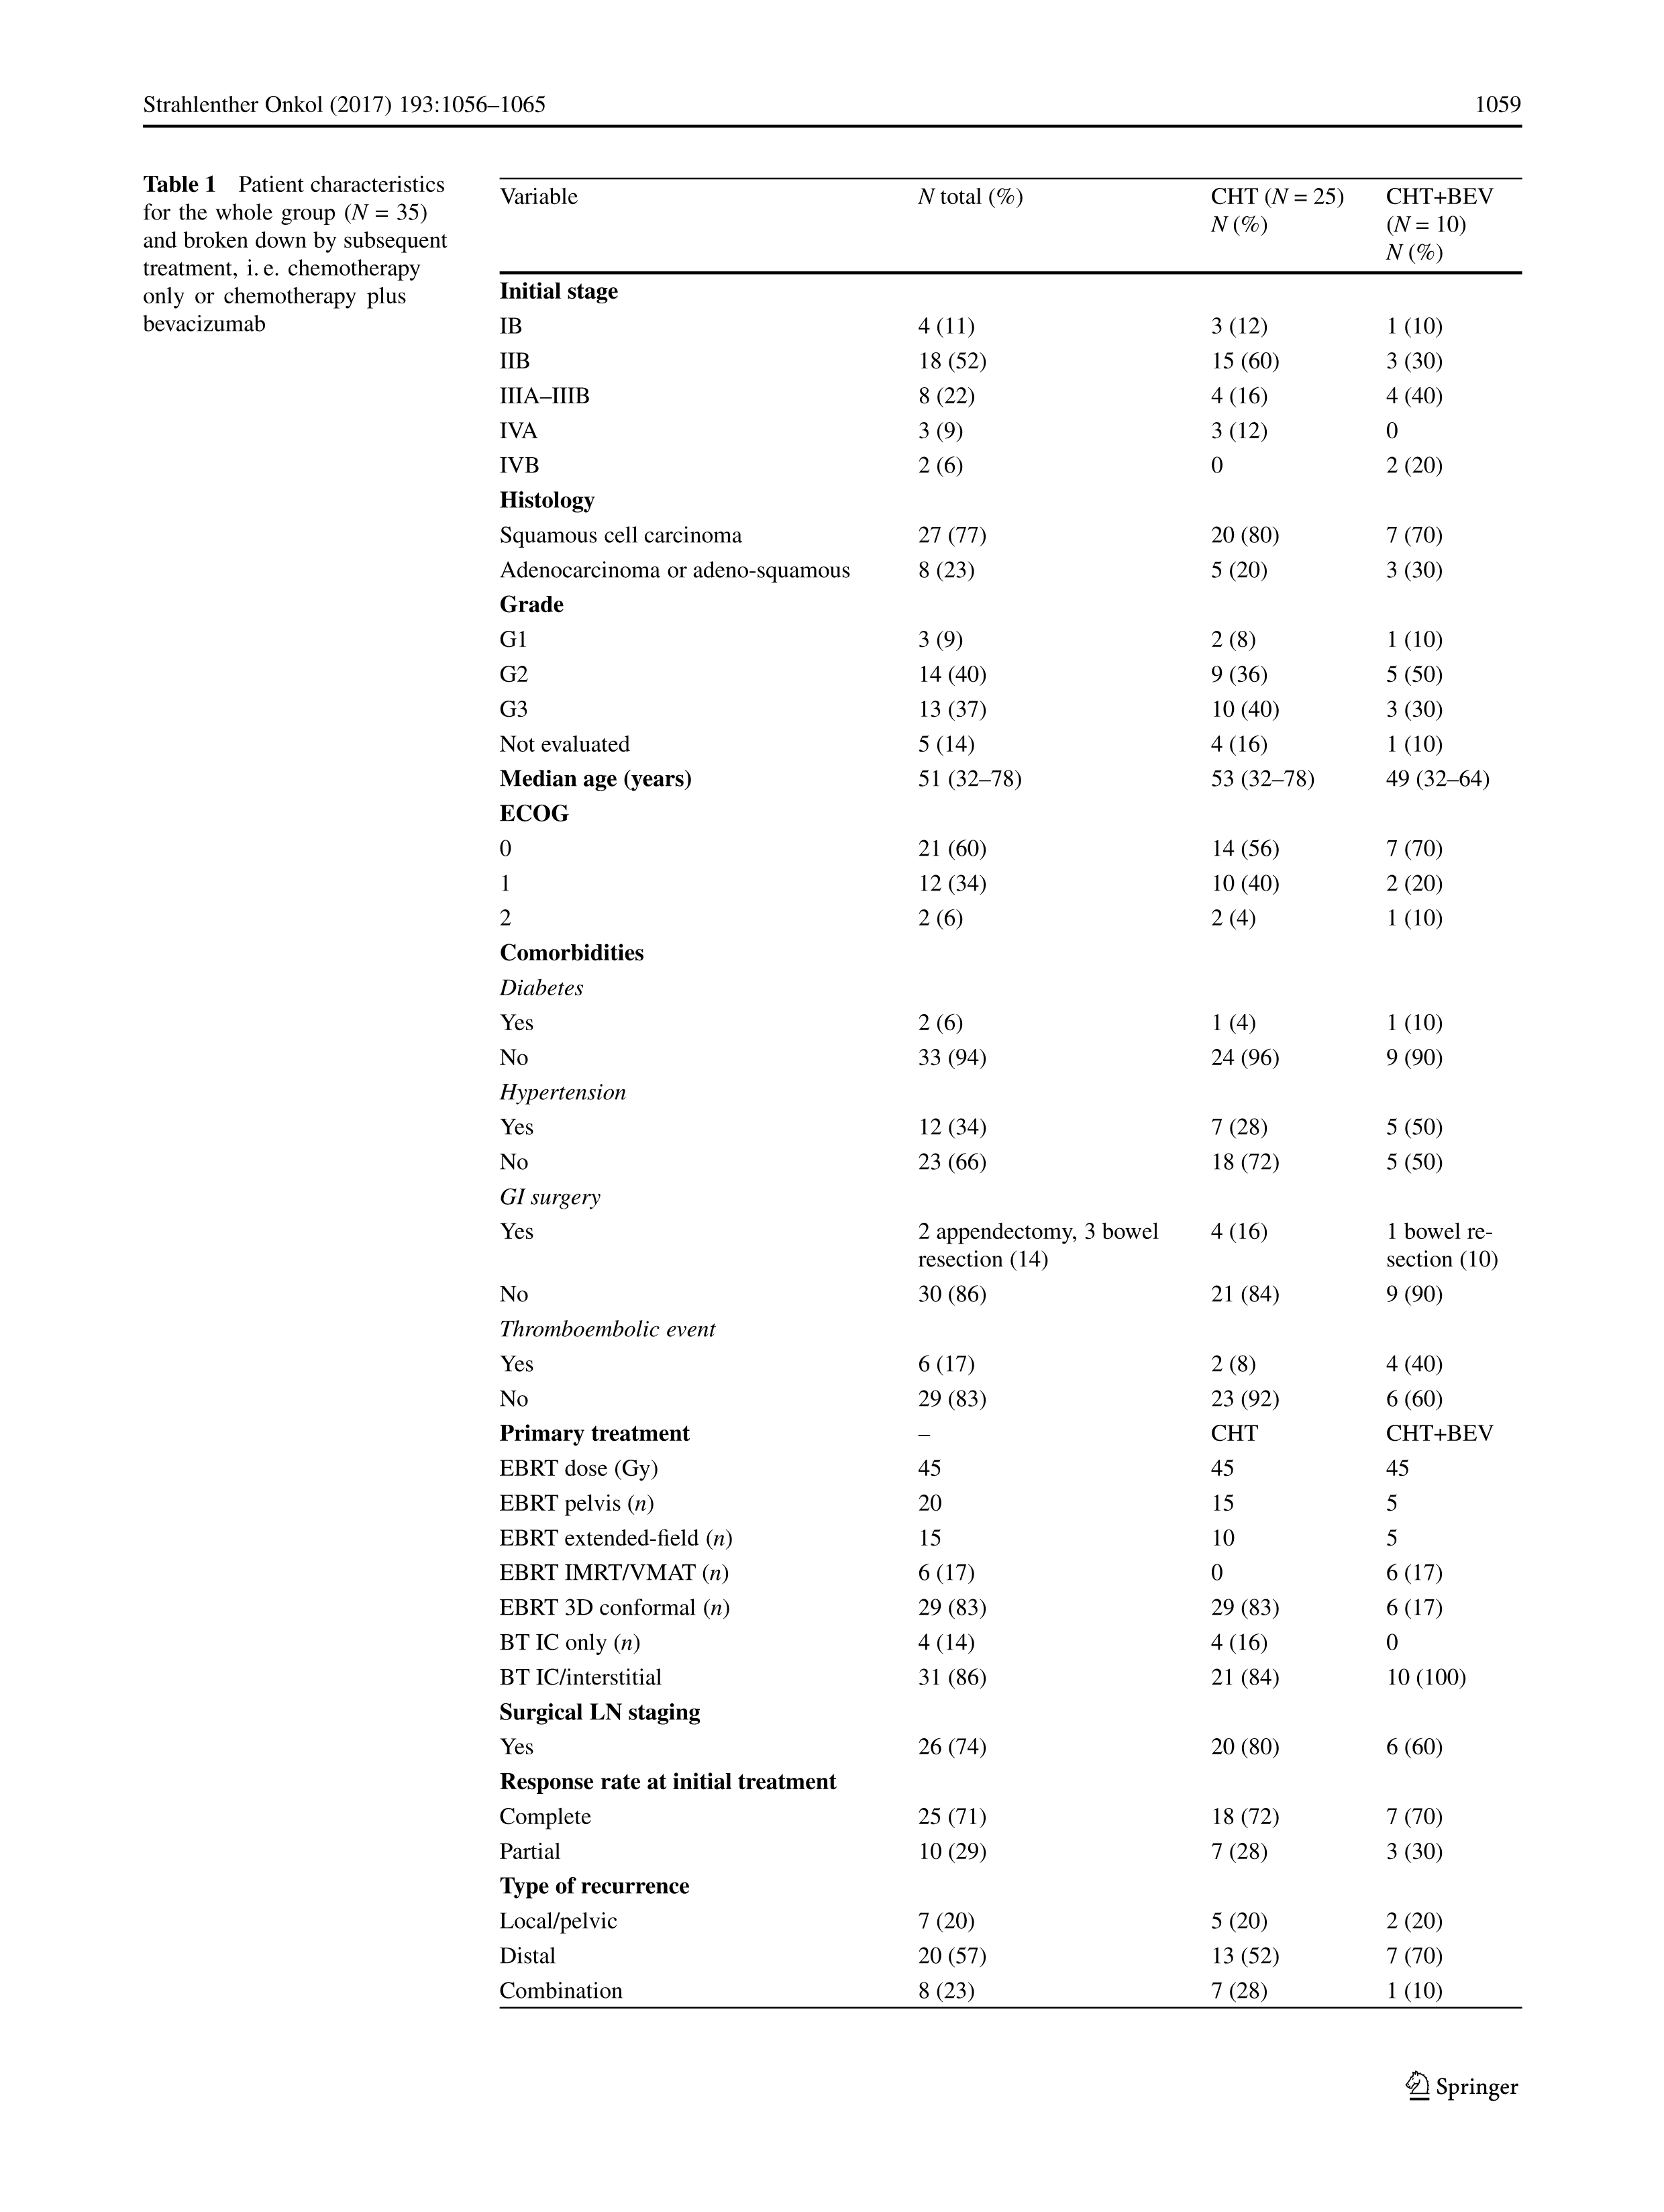 Strahlenther Onkol (2017) 193:1056–1065 1059
Table 1 Patient characteristics
for the whole group (N = 35)
and broken down by subsequent
treatment, i. e. chemotherapy
only or chemotherapy plus
bevacizumab
Variable N total (%) CHT (N = 25) CHT+BEV
N (%) (N = 10)
N (%)
Initial stage
IB 4 (11) 3 (12) 1 (10)
IIB 18 (52) 15 (60) 3 (30)
IIIA–IIIB 8 (22) 4 (16) 4 (40)
IVA 3 (9) 3 (12) 0
IVB 2 (6) 0 2 (20)
Histology
Squamous cell carcinoma 27 (77) 20 (80) 7 (70)
Adenocarcinoma or adeno-squamous 8 (23) 5 (20) 3 (30)
Grade
G1 3 (9) 2 (8) 1 (10)
G2 14 (40) 9 (36) 5 (50)
G3 13 (37) 10 (40) 3 (30)
Not evaluated 5 (14) 4 (16) 1 (10)
Median age (years) 51 (32–78) 53 (32–78) 49 (32–64)
ECOG
0 21 (60) 14 (56) 7 (70)
1 12 (34) 10 (40) 2 (20)
2 2 (6) 2 (4) 1 (10)
Comorbidities
Diabetes
Yes 2 (6) 1 (4) 1 (10)
No 33 (94) 24 (96) 9 (90)
Hypertension
Yes 12 (34) 7 (28) 5 (50)
No 23 (66) 18 (72) 5 (50)
GI surgery
Yes 2 appendectomy, 3 bowel 4 (16) 1 bowel re-
resection (14) section (10)
No 30 (86) 21 (84) 9 (90)
Thromboembolic event
Yes 6 (17) 2 (8) 4 (40)
No 29 (83) 23 (92) 6 (60)
Primary treatment – CHT CHT+BEV
EBRT dose (Gy) 45 45 45
EBRT pelvis (n) 20 15 5
EBRT extended-field (n) 15 10 5
EBRT IMRT/VMAT (n) 6 (17) 0 6 (17)
EBRT 3D conformal (n) 29 (83) 29 (83) 6 (17)
BT IC only (n) 4 (14) 4 (16) 0
BT IC/interstitial 31 (86) 21 (84) 10 (100)
Surgical LN staging
Yes 26 (74) 20 (80) 6 (60)
Response rate at initial treatment
Complete 25 (71) 18 (72) 7 (70)
Partial 10 (29) 7 (28) 3 (30)
Type of recurrence
Local/pelvic 7 (20) 5 (20) 2 (20)
Distal 20 (57) 13 (52) 7 (70)
Combination 8 (23) 7 (28) 1 (10)
Springer